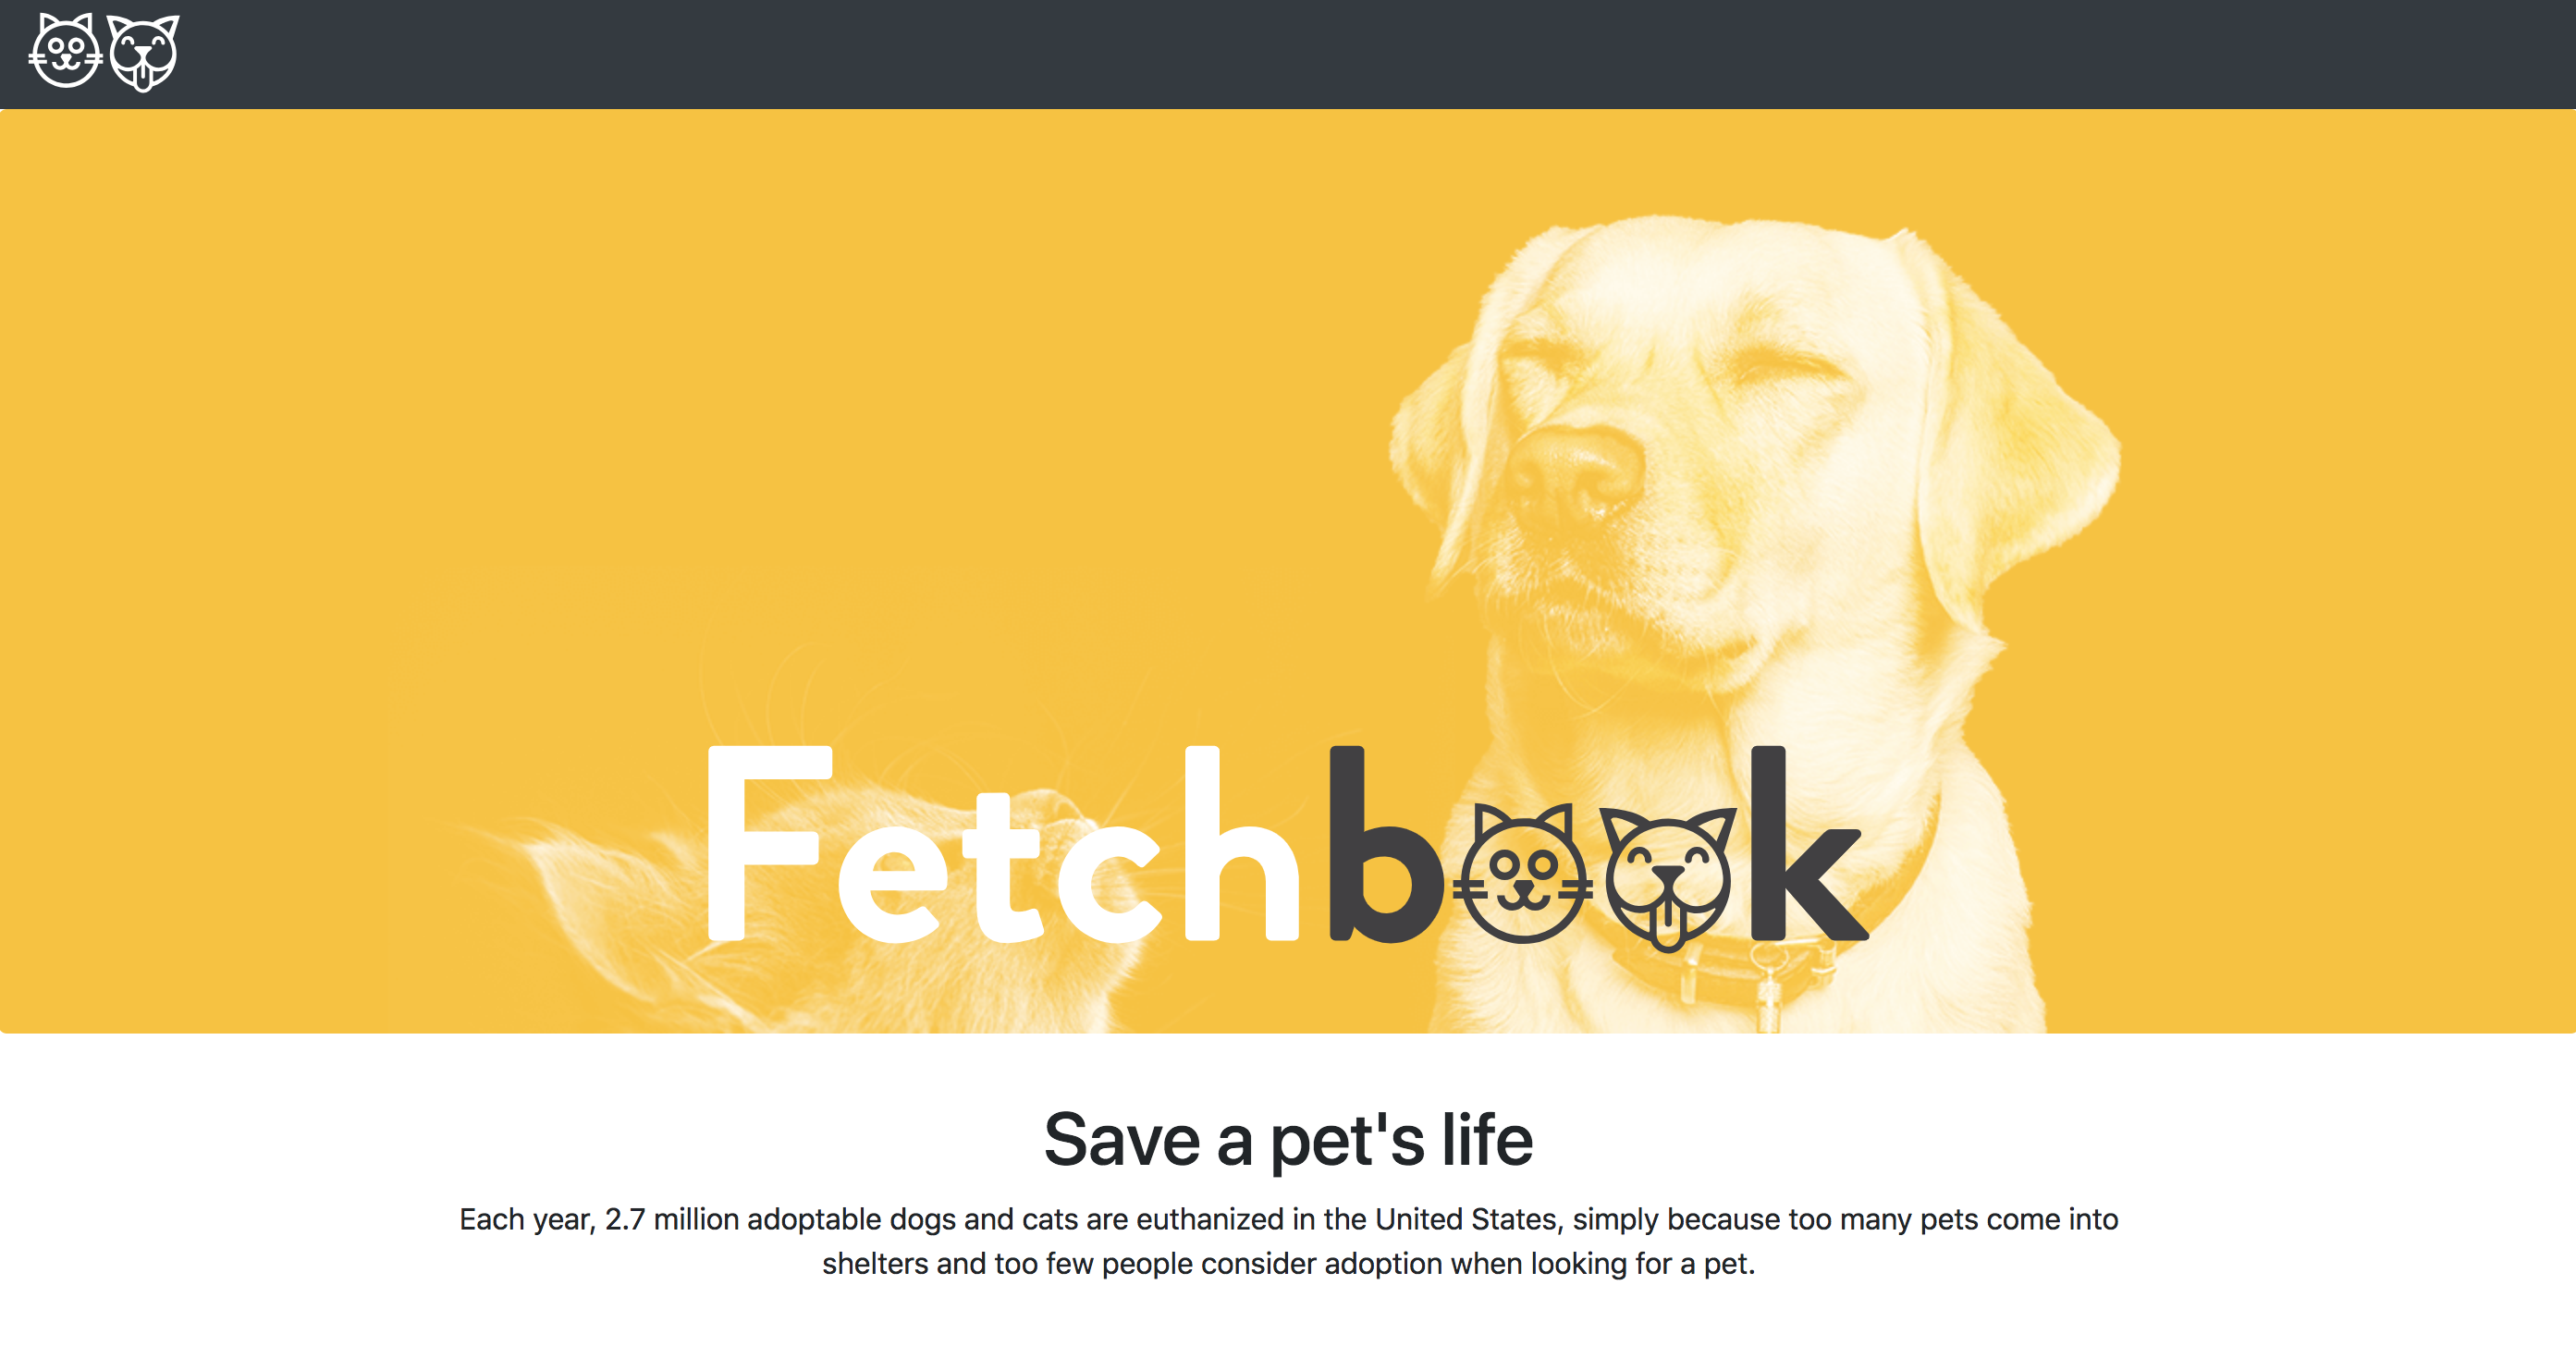 Fetchbook
Save a pet's life
Each year, 2.7 million adoptable dogs and cats are euthanized in the United States, simply because too many pets come into
shelters and too few people consider adoption when looking for a pet.